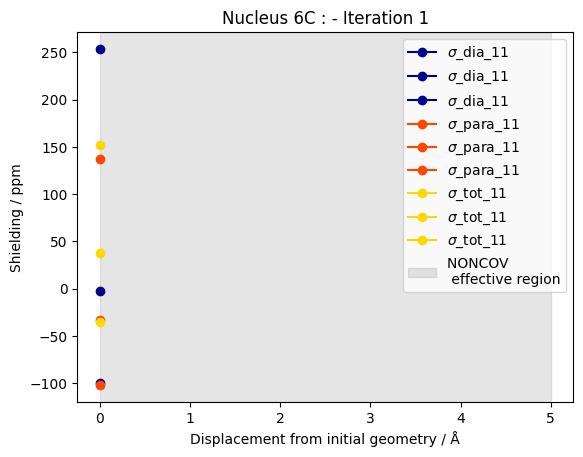 Nucleus 6C : - Iteration 1
Shielding / ppm
250
200
150
100
50
0
−50
−100
σ_dia_11
σ_dia_11
σ_dia_11
σ_para_11
σ_para_11
σ_para_11
σ_tot_11
σ_tot_11
σ_tot_11
NONCOV
effective region
0 1 2 3 4 5
Displacement from initial geometry / Å